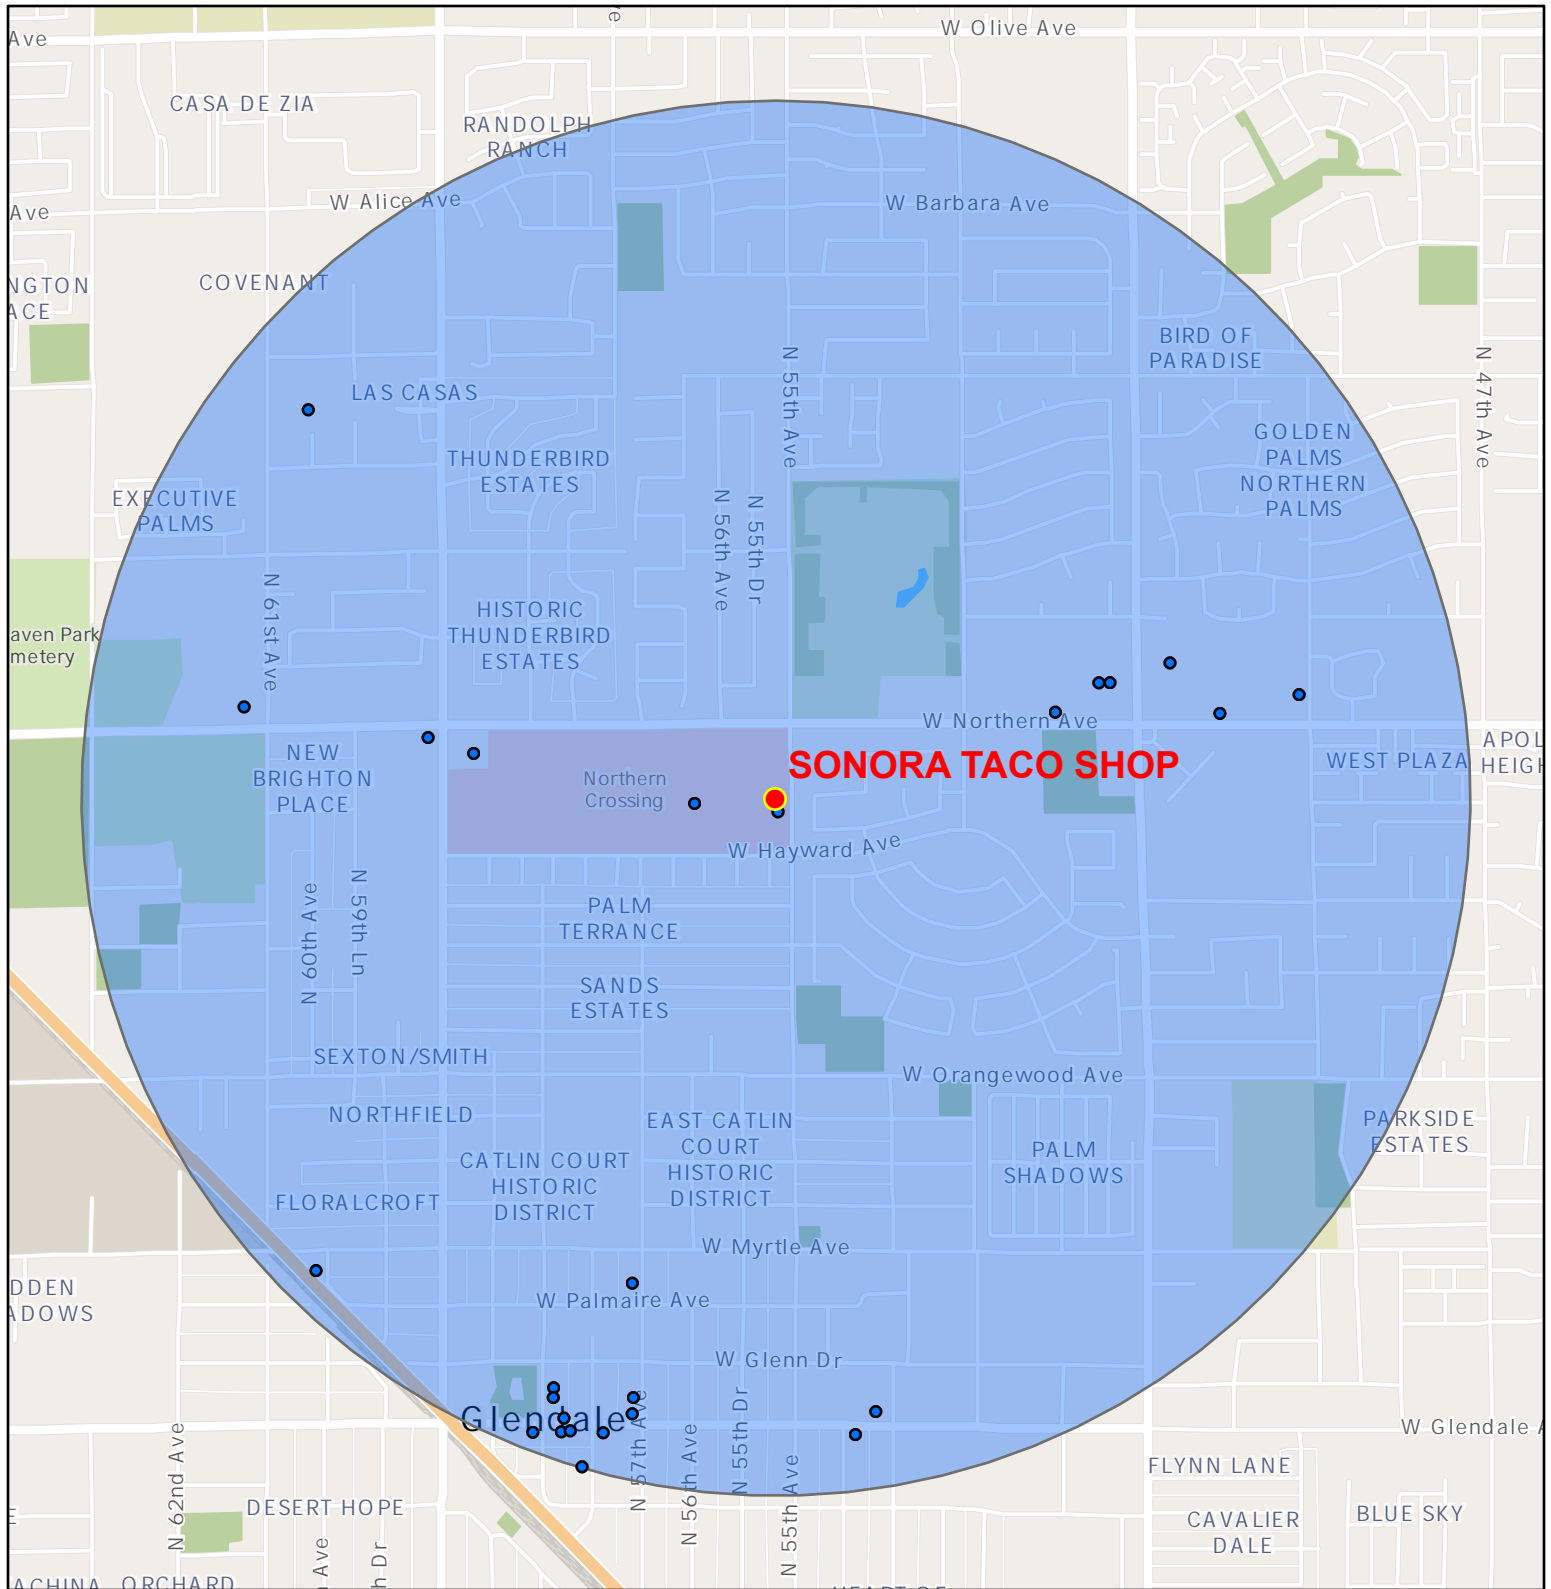 W Olive Ave
Ave
CASA DE ZIA
RANDOLPH
RANCH
W Alice Ave
W Barbara Ave
Ave
COVENANT
NGTON
ACE
BIRD OF
PARADISE
N 55th Ave
N 47th Ave
LAS CASAS
GOLDEN
PALMS
NORTHERN
PALMS
THUNDERBIRD
ESTATES
EXECUTIVE
PALMS
N 56th Ave
N 55th Dr
N 61st Ave
HISTORIC
THUNDERBIRD
ESTATES
aven Park
metery
W Northern Ave
NEW
BRIGHTON
PLACE
Northern
Crossing
SONORA TACO SHOP
WEST PLAZA
APOL
HEIGH
W Hayward Ave
N 60th Ave
N 59th Ln
PALM
TERRANCE
SANDS
ESTATES
SEXTON/SMITH
W Orangewood Ave
NORTHFIELD
EAST CATLIN
COURT
HISTORIC
DISTRICT
PARKSIDE
ESTATES
CATLIN COURT
HISTORIC
DISTRICT
PALM
SHADOWS
FLORALCROFT
W Myrtle Ave
DDEN
ADOWS
W Palmaire Ave
W Glenn Dr
Glendale
N 57th Ave
N 56th Ave
N 55th Dr
N 55th Ave
W Glendale A
N 62nd Ave
FLYNN LANE
DESERT HOPE
CAVALIER
DALE
BLUE SKY
Ave
h Dr
ACHINA
ORCHARD
HEART OF